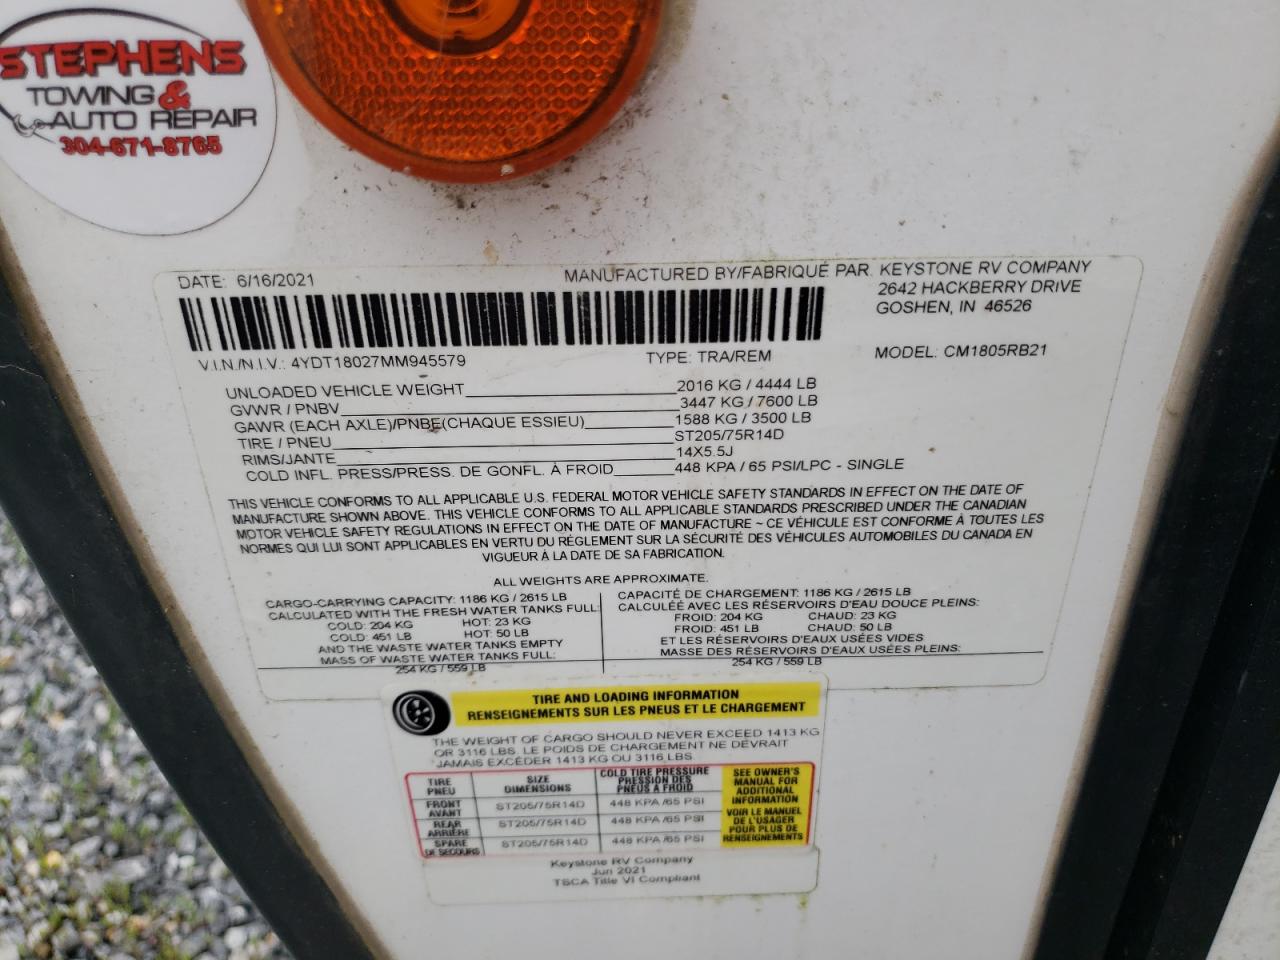 STEPHENS
TOWING &
AUTO REPAIR
304-671-8765
DATE: 6/16/2021
MANUFACTURED BY/FABRIQUÉ PAR. KEYSTONE RV COMPANY
2642 HACKBERRY DRIVE
GOSHEN, IN 46526
V.I.N./N.I.V.: 4YDT18027MM945579 TYPE: TRA/REM MODEL: CM1805RB21
UNLOADED VEHICLE WEIGHT 2016 KG / 4444 LB
GVWR / PNBV 3447 KG / 7600 LB
GAWR (EACH AXLE)/PNBE(CHAQUE ESSIEU) 1588 KG / 3500 LB
TIRE / PNEU ST205/75R14D
RIMS/JANTE 14X5.5J
COLD INFL. PRESS/PRESS. DE GONFL. À FROID 448 KPA / 65 PSI/LPC - SINGLE
THIS VEHICLE CONFORMS TO ALL APPLICABLE U.S. FEDERAL MOTOR VEHICLE SAFETY STANDARDS IN EFFECT ON THE DATE OF
MANUFACTURE SHOWN ABOVE. THIS VEHICLE CONFORMS TO ALL APPLICABLE STANDARDS PRESCRIBED UNDER THE CANADIAN
MOTOR VEHICLE SAFETY REGULATIONS IN EFFECT ON THE DATE OF MANUFACTURE ~ CE VÉHICULE EST CONFORME À TOUTES LES
NORMES QUI LUI SONT APPLICABLES EN VERTU DU RÈGLEMENT SUR LA SÉCURITÉ DES VÉHICULES AUTOMOBILES DU CANADA EN
VIGUEUR À LA DATE DE SA FABRICATION.
ALL WEIGHTS ARE APPROXIMATE.
CARGO-CARRYING CAPACITY: 1186 KG / 2615 LB
CALCULATED WITH THE FRESH WATER TANKS FULL:
COLD: 204 KG HOT: 23 KG
COLD: 451 LB HOT: 50 LB
AND THE WASTE WATER TANKS EMPTY
MASS OF WASTE WATER TANKS FULL:
254 KG / 559 LB
CAPACITÉ DE CHARGEMENT: 1186 KG / 2615 LB
CALCULÉE AVEC LES RÉSERVOIRS D'EAU DOUCE PLEINS:
FROID: 204 KG CHAUD: 23 KG
FROID: 451 LB CHAUD: 50 LB
ET LES RÉSERVOIRS D'EAUX USÉES VIDES
MASSE DES RÉSERVOIRS D'EAUX USÉES PLEINS:
254 KG / 559 LB
TIRE AND LOADING INFORMATION
RENSEIGNEMENTS SUR LES PNEUS ET LE CHARGEMENT
THE WEIGHT OF CARGO SHOULD NEVER EXCEED 1413 KG
OR 3116 LBS. LE POIDS DE CHARGEMENT NE DEVRAIT
JAMAIS EXCÉDER 1413 KG OU 3116 LBS.
TIRE
PNEU
SIZE
DIMENSIONS
COLD TIRE PRESSURE
PRESSION DES
PNEUS A FROID
FRONT
AVANT
ST205/75R14D
448 KPA /65 PSI
REAR
ARRIÈRE
ST205/75R14D
448 KPA /65 PSI
SPARE
DE SECOURS
ST205/75R14D
448 KPA /65 PSI
SEE OWNER'S
MANUAL FOR
ADDITIONAL
INFORMATION
VOIR LE MANUEL
DE L'USAGER
POUR PLUS DE
RENSEIGNEMENTS
Keystone RV Company
Jun 2021
TSCA Title VI Compliant